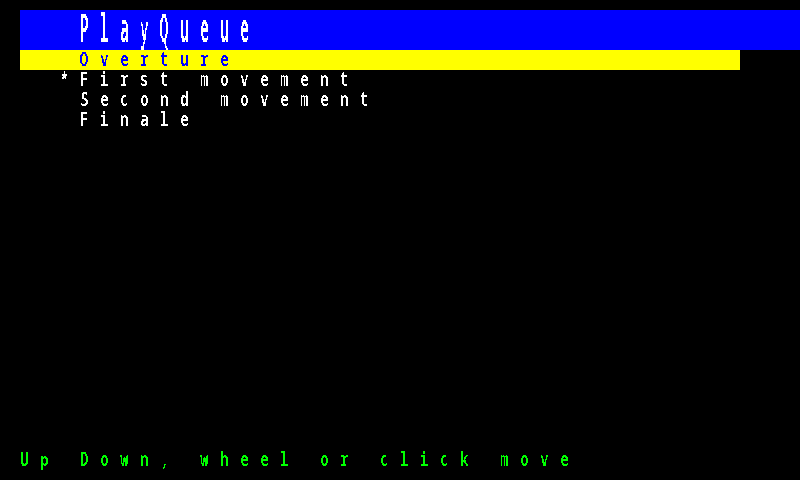 PlayQueue
Overture
* First movement
Second movement
Finale
Up Down, wheel or click move